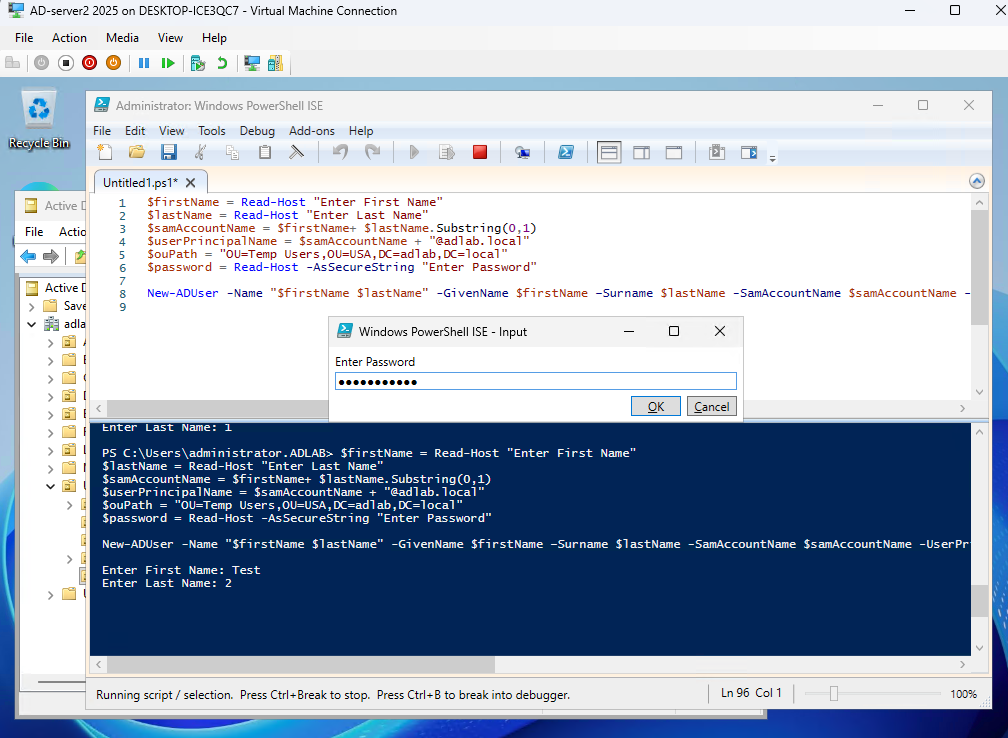 AD-server2 2025 on DESKTOP-ICE3QC7 - Virtual Machine Connection
File Action Media View Help
Recycle Bin
Administrator: Windows PowerShell ISE
File Edit View Tools Debug Add-ons Help
Untitled1.ps1*
Active D
File Actio
Active D
Save
adla
1 $firstName = Read-Host "Enter First Name"
2 $lastName = Read-Host "Enter Last Name"
3 $samAccountName = $firstName+ $lastName.Substring(0,1)
4 $userPrincipalName = $samAccountName + "@adlab.local"
5 $ouPath = "OU=Temp Users,OU=USA,DC=adlab,DC=local"
6 $password = Read-Host -AsSecureString "Enter Password"
7
8 New-ADUser -Name "$firstName $lastName" -GivenName $firstName -Surname $lastName -SamAccountName $samAccountName -
9
Windows PowerShell ISE - Input
Enter Password
●●●●●●●●●●●
OK Cancel
Enter Last Name: 1
PS C:\Users\administrator.ADLAB> $firstName = Read-Host "Enter First Name"
$lastName = Read-Host "Enter Last Name"
$samAccountName = $firstName+ $lastName.Substring(0,1)
$userPrincipalName = $samAccountName + "@adlab.local"
$ouPath = "OU=Temp Users,OU=USA,DC=adlab,DC=local"
$password = Read-Host -AsSecureString "Enter Password"
New-ADUser -Name "$firstName $lastName" -GivenName $firstName -Surname $lastName -SamAccountName $samAccountName -UserPr
Enter First Name: Test
Enter Last Name: 2
Running script / selection. Press Ctrl+Break to stop. Press Ctrl+B to break into debugger.
Ln 96 Col 1
100%